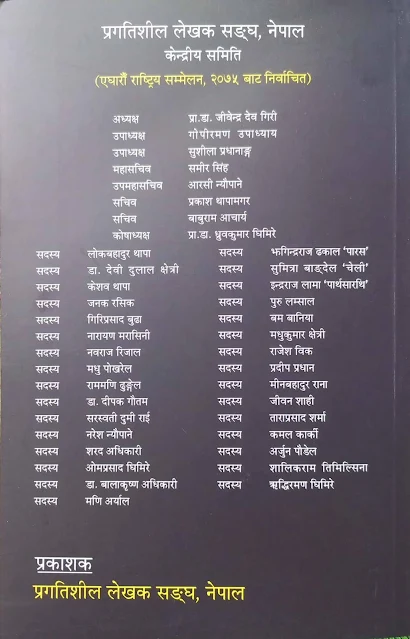 प्रगतिशील लेखक सङ्घ, नेपाल
केन्द्रीय समिति
(एघारौँ राष्ट्रिय सम्मेलन, २०७५ बाट निर्वाचित)
अध्यक्ष प्रा.डा. जीवेन्द्र देव गिरी
उपाध्यक्ष गोपीरमण उपाध्याय
उपाध्यक्ष सुशीला प्रधानाङ्ग
महासचिव समीर सिंह
उपमहासचिव आरसी न्यौपाने
सचिव प्रकाश थापामगर
सचिव बाबुराम आचार्य
कोषाध्यक्ष प्रा.डा. ध्रुवकुमार घिमिरे
सदस्य लोकबहादुर थापा सदस्य भगिन्द्रराज ढकाल ‘पारस’
सदस्य डा. देवी दुलाल क्षेत्री सदस्य सुमित्रा बाङ्देल ‘चेली’
सदस्य केशव थापा सदस्य इन्द्रराज लामा ‘पार्थसारथि’
सदस्य जनक रसिक सदस्य पुरु लम्साल
सदस्य गिरिप्रसाद बुढा सदस्य बम बानिया
सदस्य नारायण मरासिनी सदस्य मधुकुमार क्षेत्री
सदस्य नवराज रिजाल सदस्य राजेश विक
सदस्य मधु पोखरेल सदस्य प्रदीप प्रधान
सदस्य राममणि ढुङ्गेल सदस्य मीनबहादुर राना
सदस्य डा. दीपक गौतम सदस्य जीवन शाही
सदस्य सरस्वती दुमी राई सदस्य ताराप्रसाद शर्मा
सदस्य नरेश न्यौपाने सदस्य कमल कार्की
सदस्य शरद अधिकारी सदस्य अर्जुन पौडेल
सदस्य ओमप्रसाद घिमिरे सदस्य शालिकराम तिमिल्सिना
सदस्य डा. बालाकृष्ण अधिकारी सदस्य ऋद्धिरमण घिमिरे
सदस्य मणि अर्याल
प्रकाशक
प्रगतिशील लेखक सङ्घ, नेपाल